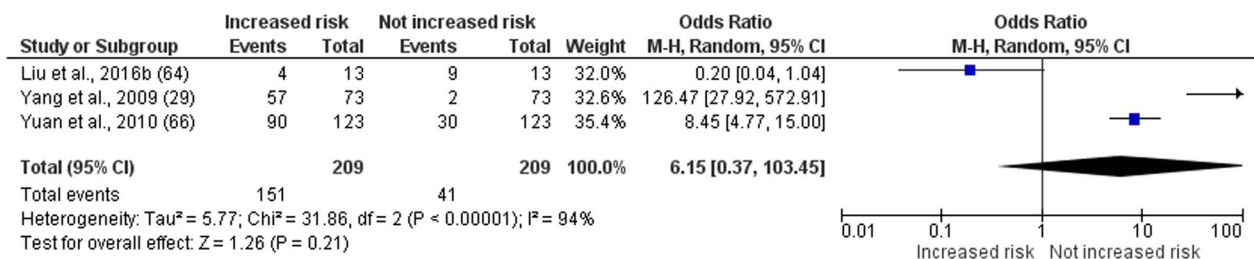 Increased risk Not increased risk Odds Ratio Odds Ratio
Study or Subgroup Events Total Events Total Weight M-H, Random, 95% CI M-H, Random, 95% CI
Liu et al., 2016b (64) 4 13 9 13 32.0% 0.20 [0.04, 1.04]
Yang et al., 2009 (29) 57 73 2 73 32.6% 126.47 [27.92, 572.91]
Yuan et al., 2010 (66) 90 123 30 123 35.4% 8.45 [4.77, 15.00]
Total (95% CI) 209 209 100.0% 6.15 [0.37, 103.45]
Total events 151 41
Heterogeneity: Tau² = 5.77; Chi² = 31.86, df = 2 (P < 0.00001); I² = 94%
Test for overall effect: Z = 1.26 (P = 0.21)
0.01 0.1 1 10 100
Increased risk Not increased risk